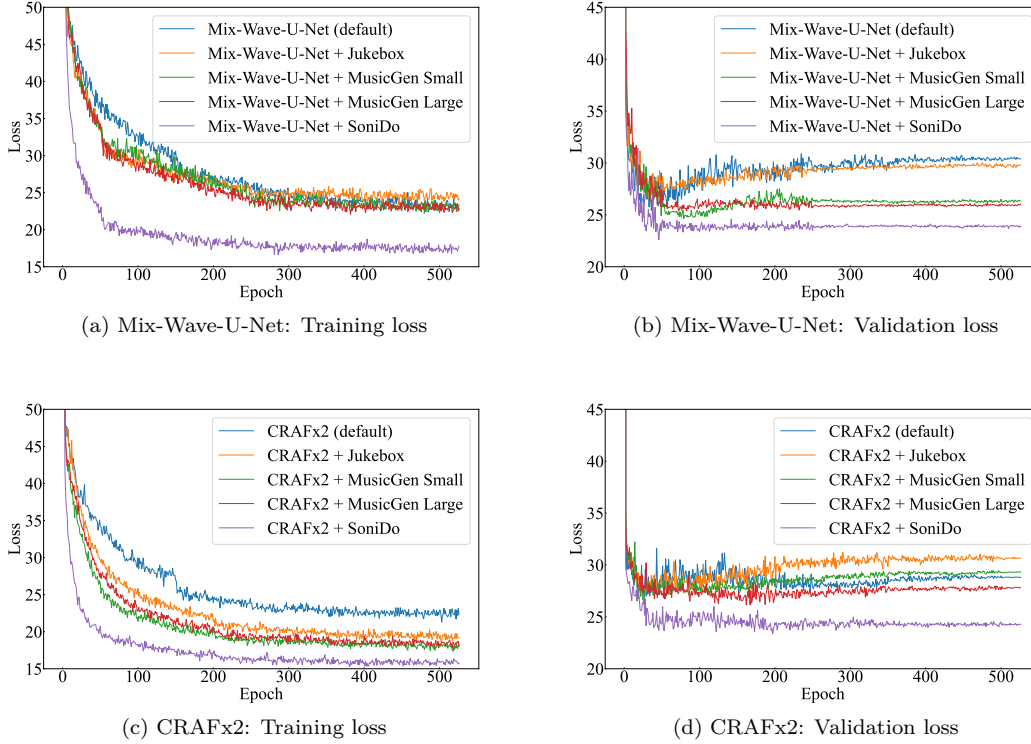 50
45
40
35
30
25
20
15
Loss
0
100
200
300
400
500
Epoch
Mix-Wave-U-Net (default)
Mix-Wave-U-Net + Jukebox
Mix-Wave-U-Net + MusicGen Small
Mix-Wave-U-Net + MusicGen Large
Mix-Wave-U-Net + SoniDo
(a) Mix-Wave-U-Net: Training loss
45
40
35
30
25
20
Loss
0
100
200
300
400
500
Epoch
Mix-Wave-U-Net (default)
Mix-Wave-U-Net + Jukebox
Mix-Wave-U-Net + MusicGen Small
Mix-Wave-U-Net + MusicGen Large
Mix-Wave-U-Net + SoniDo
(b) Mix-Wave-U-Net: Validation loss
50
45
40
35
30
25
20
15
Loss
0
100
200
300
400
500
Epoch
CRAFx2 (default)
CRAFx2 + Jukebox
CRAFx2 + MusicGen Small
CRAFx2 + MusicGen Large
CRAFx2 + SoniDo
(c) CRAFx2: Training loss
45
40
35
30
25
20
Loss
0
100
200
300
400
500
Epoch
CRAFx2 (default)
CRAFx2 + Jukebox
CRAFx2 + MusicGen Small
CRAFx2 + MusicGen Large
CRAFx2 + SoniDo
(d) CRAFx2: Validation loss